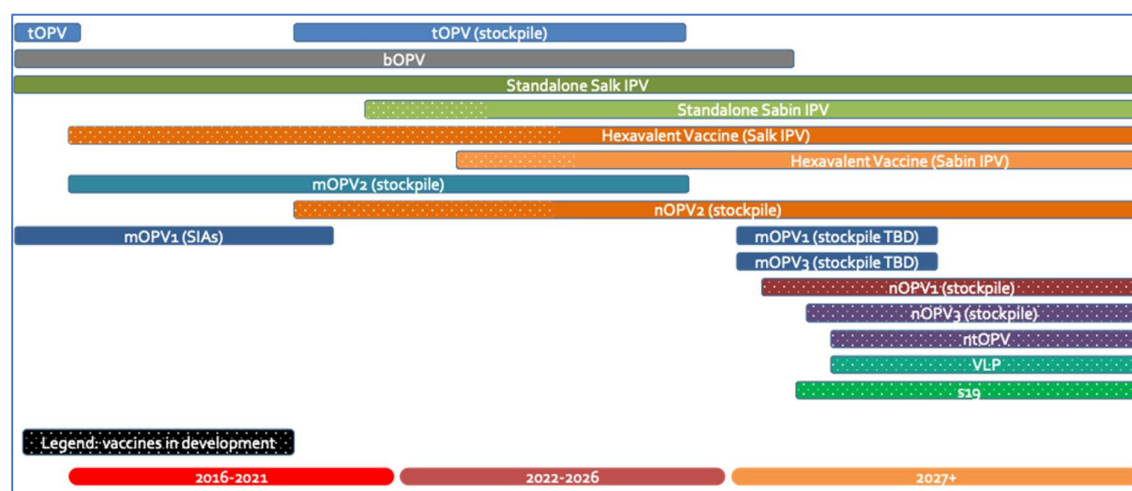 tOPV tOPV (stockpile)
bOPV
Standalone Salk IPV
Standalone Sabin IPV
Hexavalent Vaccine (Salk IPV)
Hexavalent Vaccine (Sabin IPV)
mOPV2 (stockpile)
nOPV2 (stockpile)
mOPV1 (SIAs) mOPV1 (stockpile TBD)
mOPV3 (stockpile TBD)
nOPV1 (stockpile)
nOPV3 (stockpile)
ntOPV
VLP
s19
Legend: vaccines in development
2016-2021 2022-2026 2027+